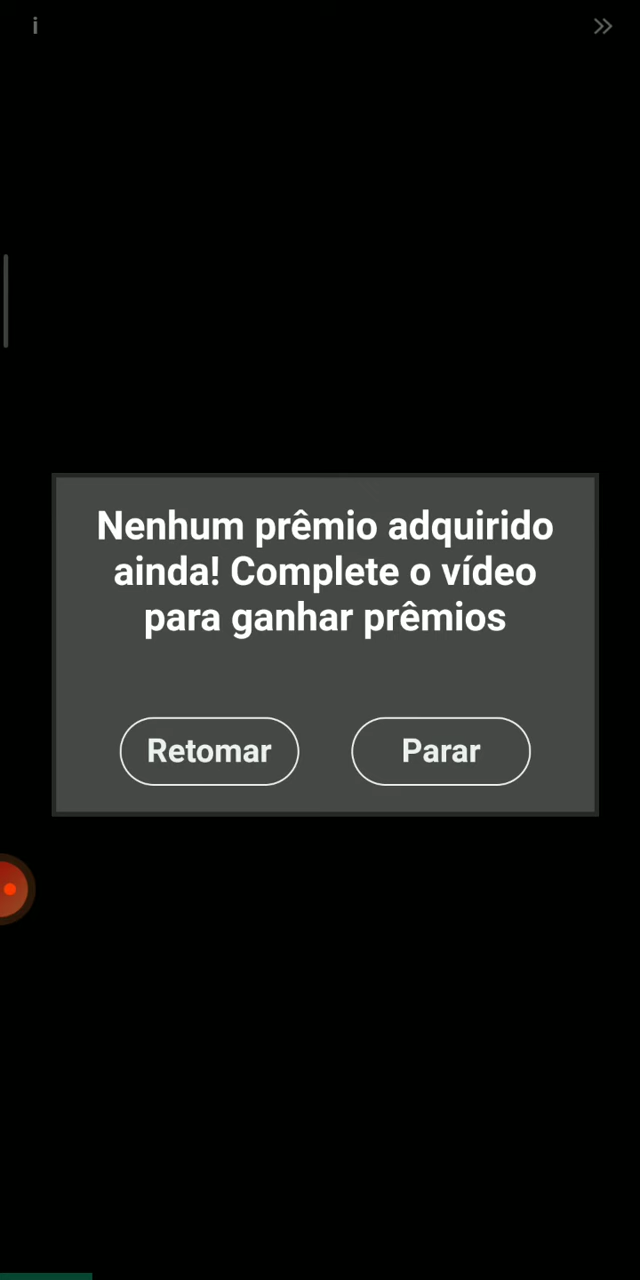 i
Nenhum prêmio adquirido
ainda! Complete o vídeo
para ganhar prêmios
Retomar
Parar